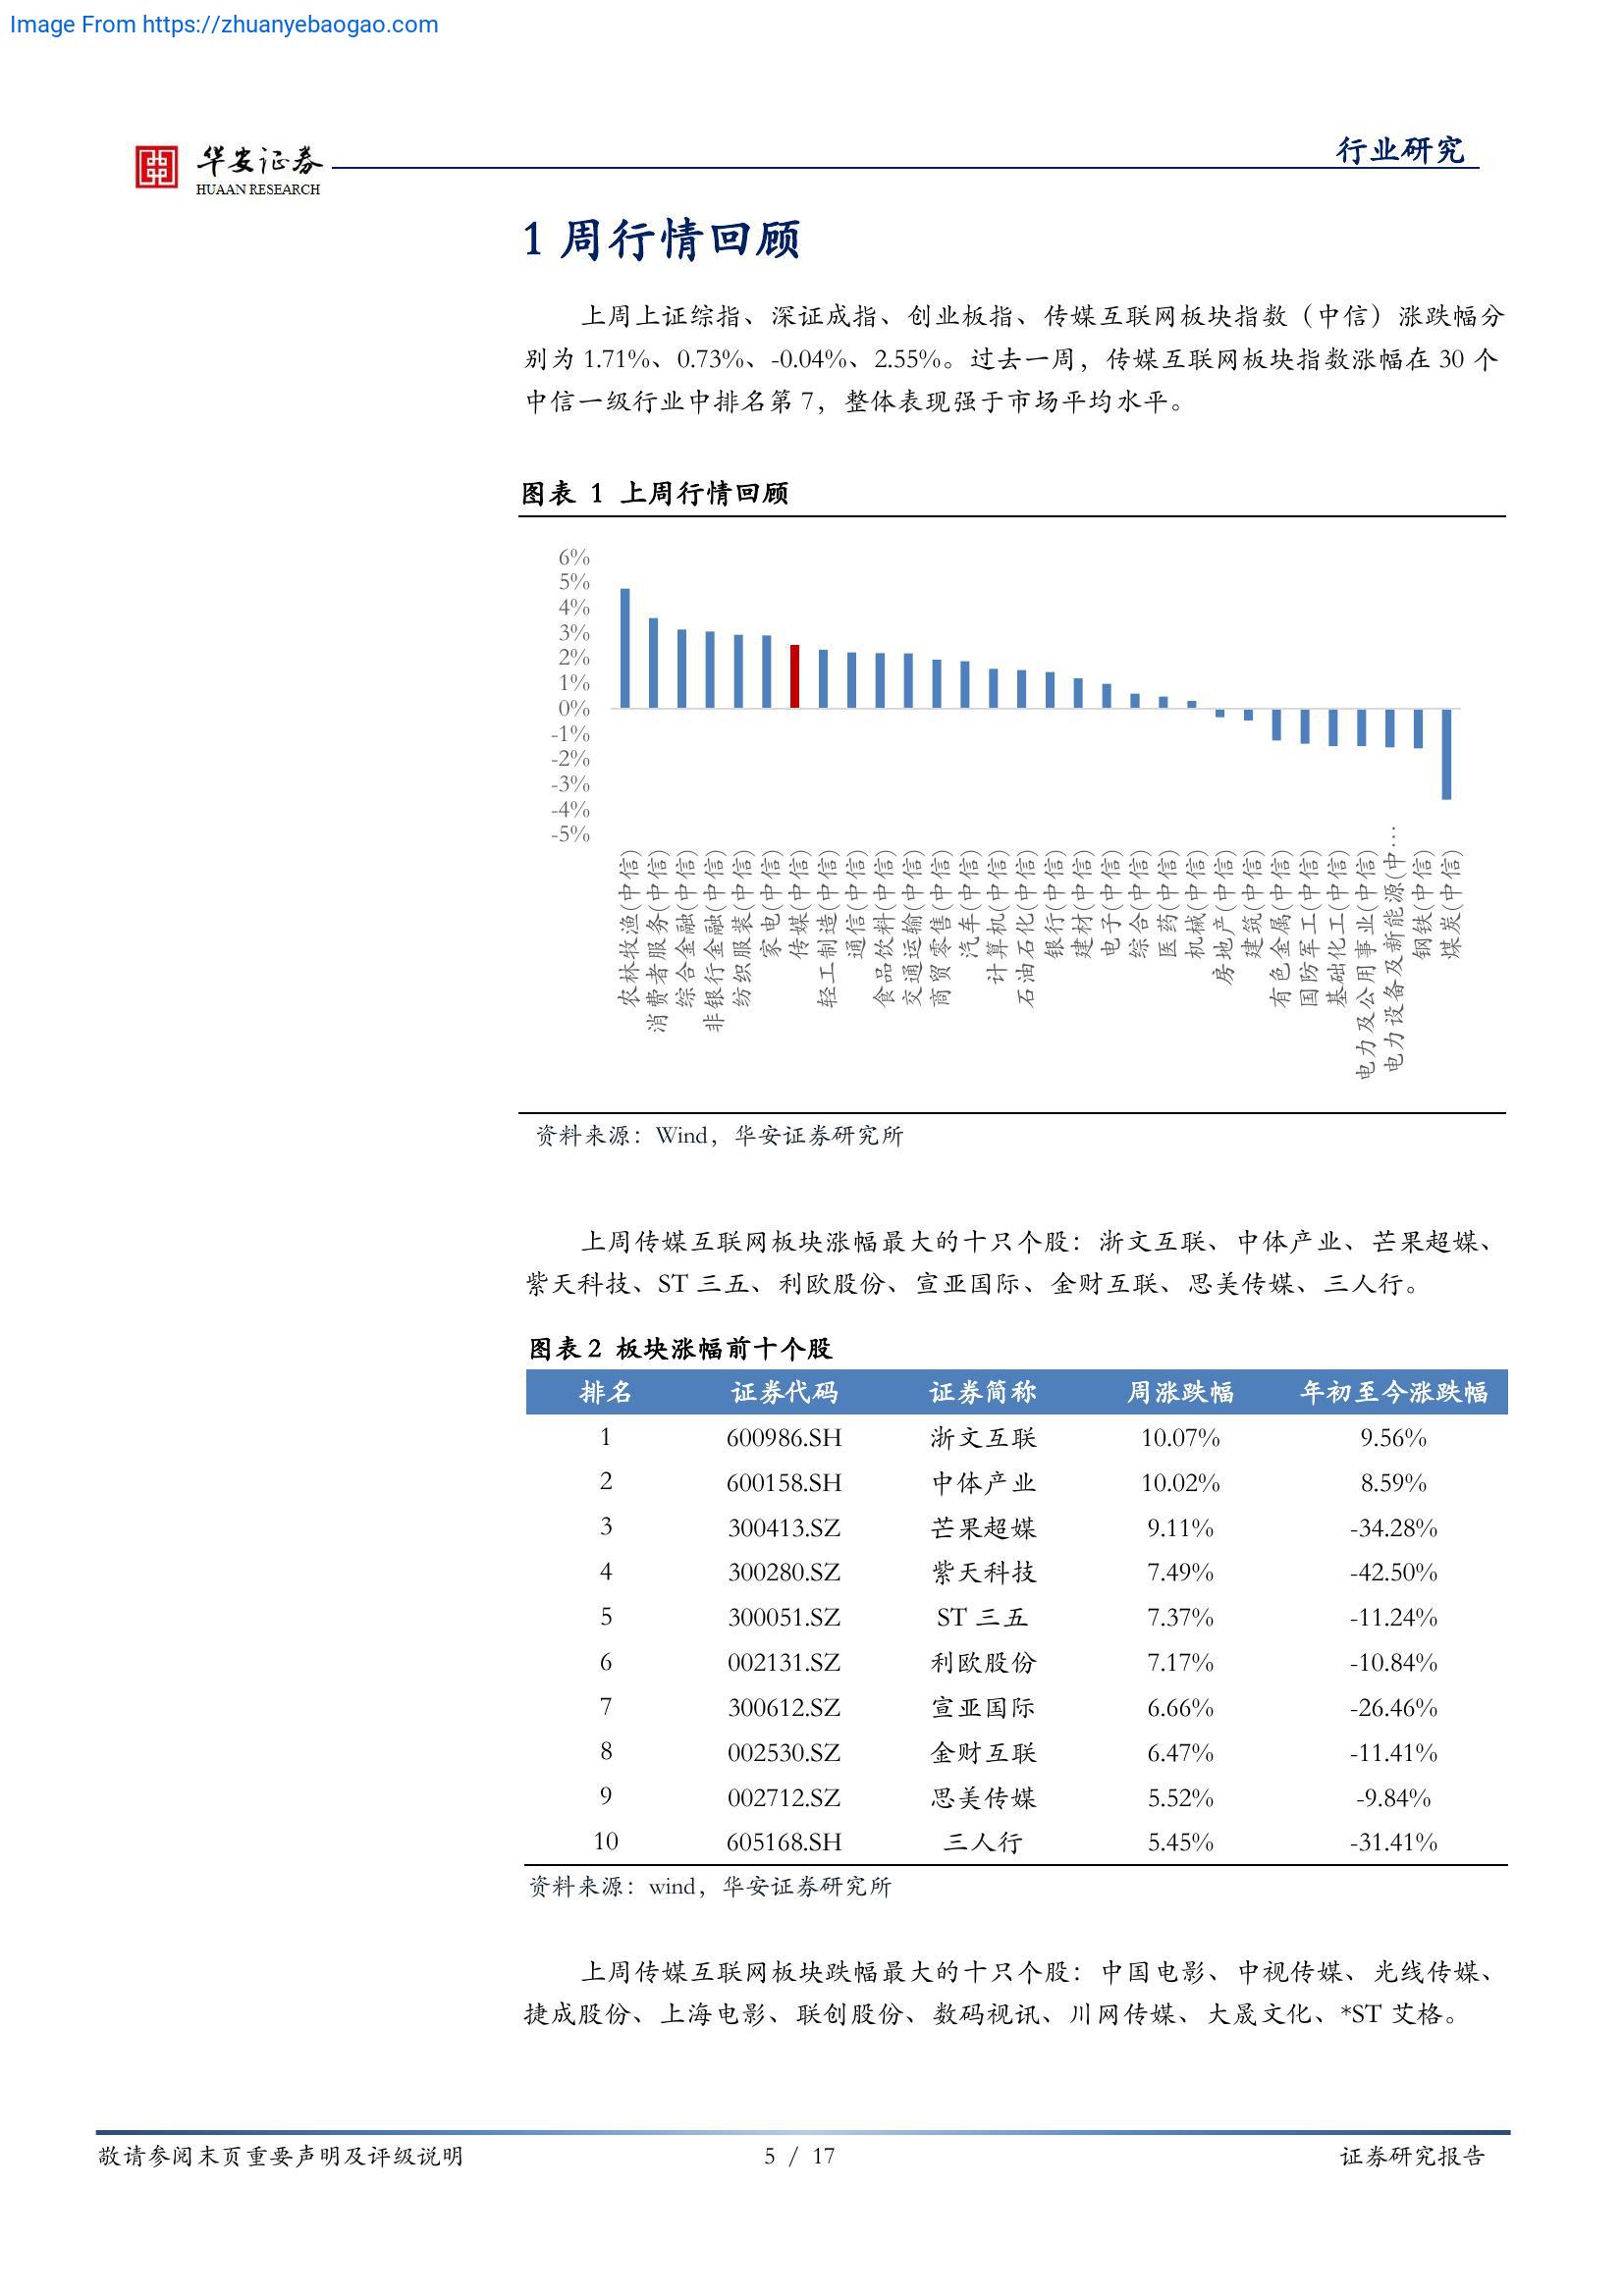 Image From https://zhuanyebaogao.com
华安证券
HUAAN RESEARCH
行业研究
1 周行情回顾
上周上证综指、深证成指、创业板指、传媒互联网板块指数（中信）涨跌幅分
别为 1.71%、0.73%、-0.04%、2.55%。过去一周，传媒互联网板块指数涨幅在 30 个
中信一级行业中排名第 7，整体表现强于市场平均水平。
图表 1 上周行情回顾
6%
5%
4%
3%
2%
1%
0%
-1%
-2%
-3%
-4%
-5%
农林牧渔(中信)
消费者服务(中信)
综合金融(中信)
非银行金融(中信)
纺织服装(中信)
家电(中信)
传媒(中信)
轻工制造(中信)
通信(中信)
食品饮料(中信)
交通运输(中信)
商贸零售(中信)
汽车(中信)
计算机(中信)
石油石化(中信)
银行(中信)
建材(中信)
电子(中信)
综合(中信)
医药(中信)
机械(中信)
房地产(中信)
建筑(中信)
有色金属(中信)
国防军工(中信)
基础化工(中信)
电力及公用事业(中信)
电力设备及新能源(中…
钢铁(中信)
煤炭(中信)
资料来源：Wind，华安证券研究所
上周传媒互联网板块涨幅最大的十只个股：浙文互联、中体产业、芒果超媒、
紫天科技、ST 三五、利欧股份、宣亚国际、金财互联、思美传媒、三人行。
图表 2 板块涨幅前十个股
排名 证券代码 证券简称 周涨跌幅 年初至今涨跌幅
1 600986.SH 浙文互联 10.07% 9.56%
2 600158.SH 中体产业 10.02% 8.59%
3 300413.SZ 芒果超媒 9.11% -34.28%
4 300280.SZ 紫天科技 7.49% -42.50%
5 300051.SZ ST 三五 7.37% -11.24%
6 002131.SZ 利欧股份 7.17% -10.84%
7 300612.SZ 宣亚国际 6.66% -26.46%
8 002530.SZ 金财互联 6.47% -11.41%
9 002712.SZ 思美传媒 5.52% -9.84%
10 605168.SH 三人行 5.45% -31.41%
资料来源：wind，华安证券研究所
上周传媒互联网板块跌幅最大的十只个股：中国电影、中视传媒、光线传媒、
捷成股份、上海电影、联创股份、数码视讯、川网传媒、大晟文化、*ST 艾格。
敬请参阅末页重要声明及评级说明
5 / 17
证券研究报告